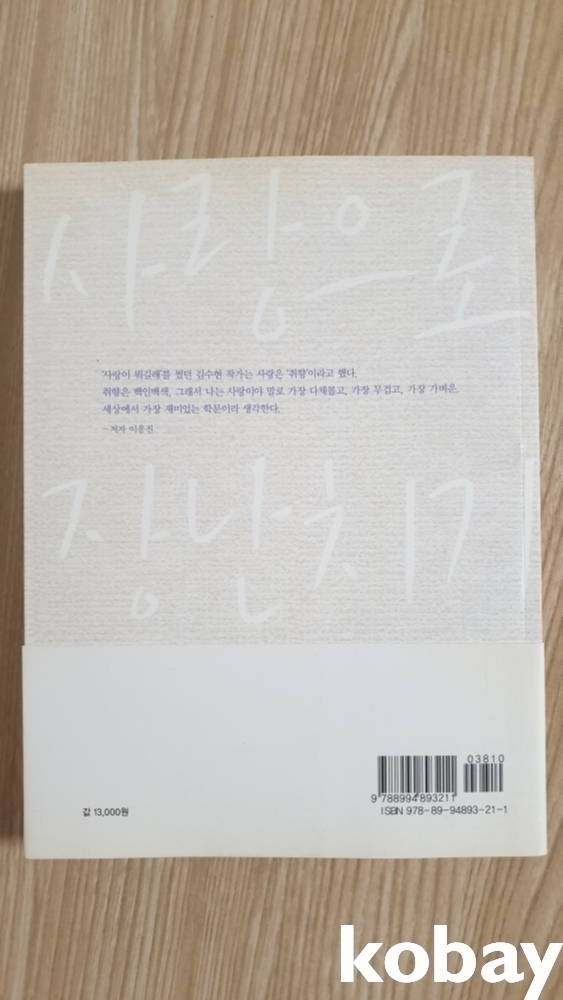 사랑으로
'사랑이 뭐길래'를 썼던 김수현 작가는 사랑은 '취향'이라고 했다.
취향은 백인백색, 그래서 나는 사랑이야 말로 가장 다채롭고, 가장 무겁고, 가장 가벼운
세상에서 가장 재미있는 학문이라 생각한다.
-저자 이용진
장난치기
03810
9 788994 893211
ISBN 978-89-94893-21-1
값 13,000원
kobay